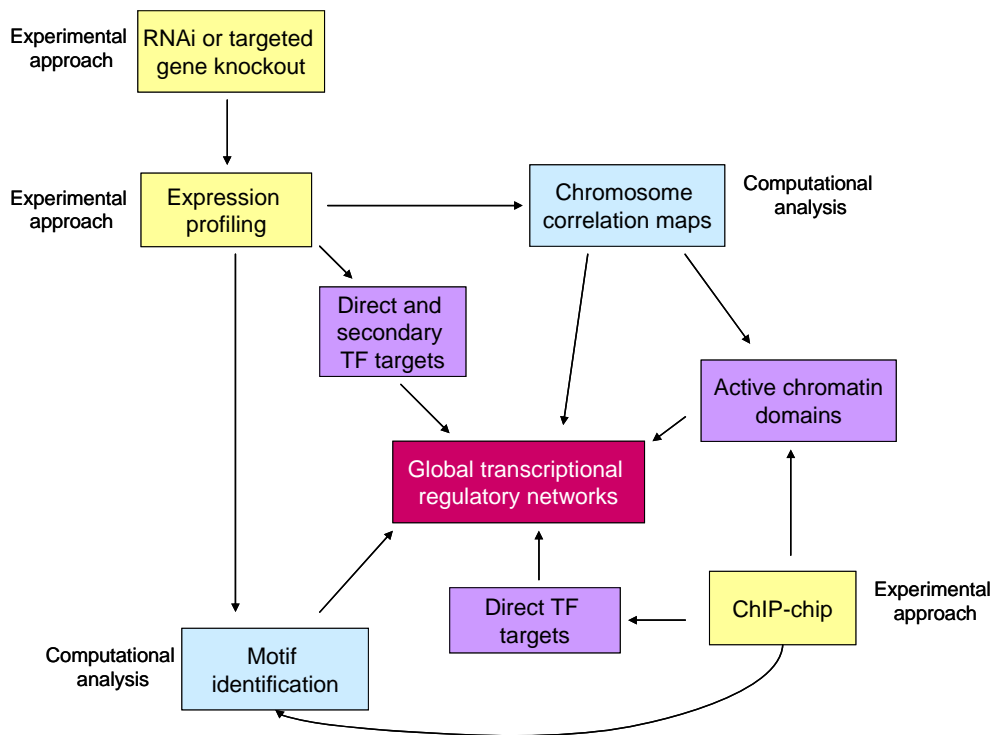 Experimental
approach
RNAi or targeted
gene knockout
Experimental
approach
Expression
profiling
Chromosome
correlation maps
Computational
analysis
Direct and
secondary
TF targets
Active chromatin
domains
Global transcriptional
regulatory networks
Direct TF
targets
ChIP-chip
Experimental
approach
Computational
analysis
Motif
identification